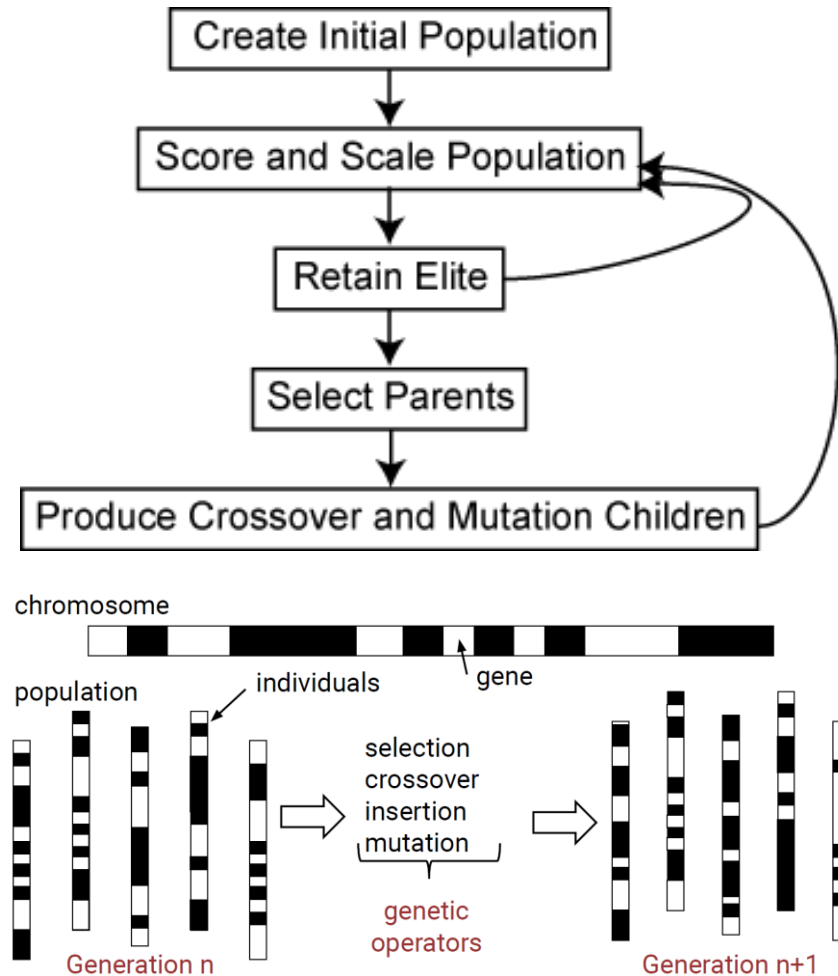 Create Initial Population
Score and Scale Population
Retain Elite
Select Parents
Produce Crossover and Mutation Children
chromosome
gene
population
individuals
selection
crossover
insertion
mutation
genetic
operators
Generation n
Generation n+1